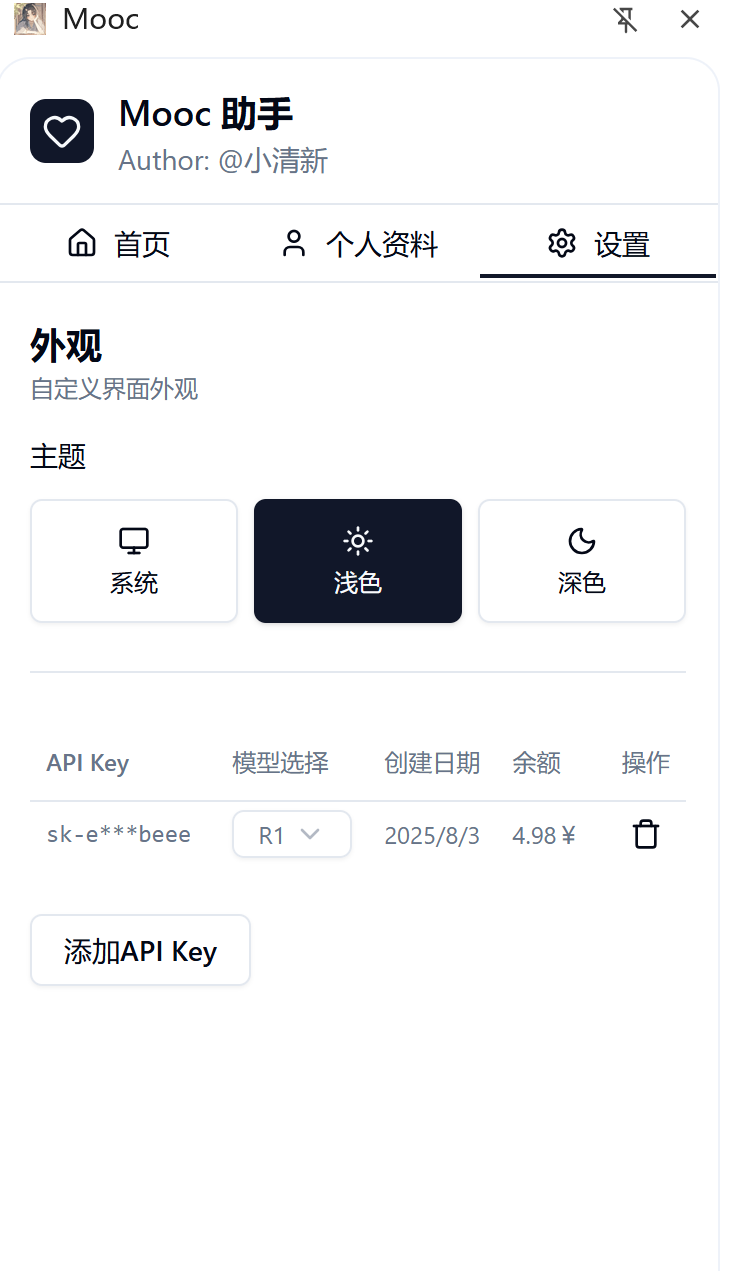 Mooc
Mooc 助手
Author: @小清新
首页 个人资料 设置
外观
自定义界面外观
主题
系统 浅色 深色
API Key 模型选择 创建日期 余额 操作
sk-e***beee R1 2025/8/3 4.98 ¥
添加API Key